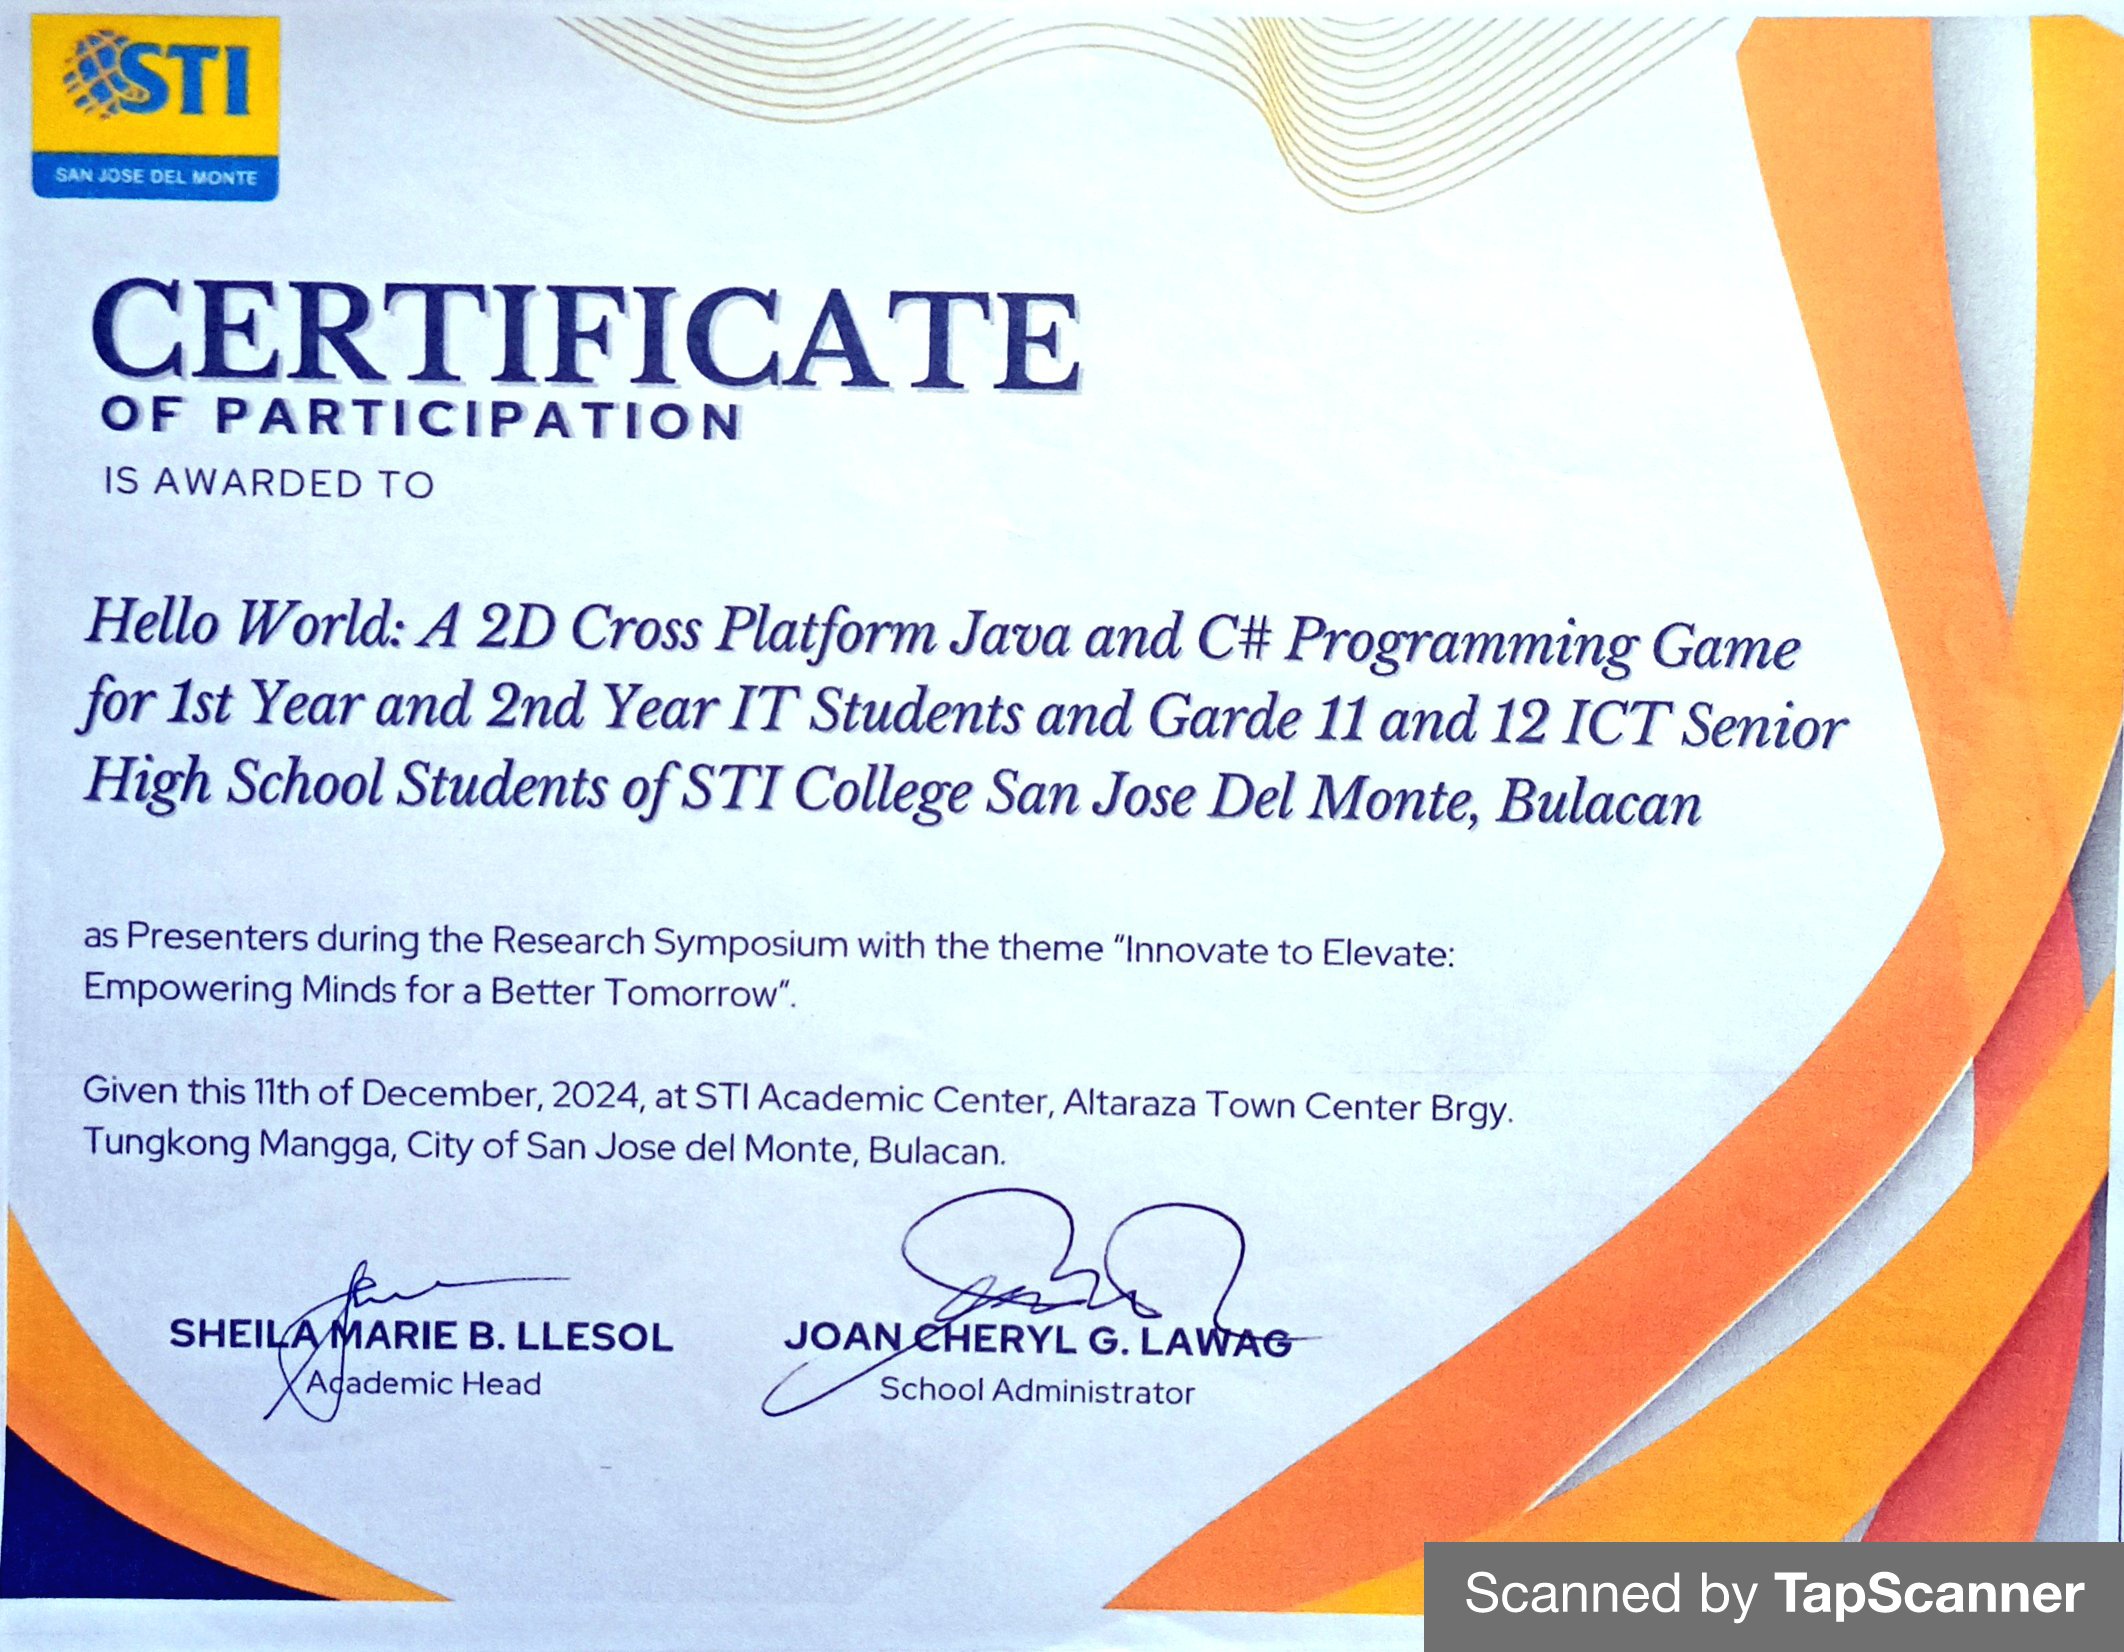 STI
SAN JOSE DEL MONTE
CERTIFICATE
OF PARTICIPATION
IS AWARDED TO
Hello World: A 2D Cross Platform Java and C# Programming Game
for 1st Year and 2nd Year IT Students and Garde 11 and 12 ICT Senior
High School Students of STI College San Jose Del Monte, Bulacan
as Presenters during the Research Symposium with the theme "Innovate to Elevate:
Empowering Minds for a Better Tomorrow".
Given this 11th of December, 2024, at STI Academic Center, Altaraza Town Center Brgy.
Tungkong Mangga, City of San Jose del Monte, Bulacan.
SHEILA MARIE B. LLESOL
Academic Head
JOAN CHERYL G. LAWAG
School Administrator
Scanned by TapScanner